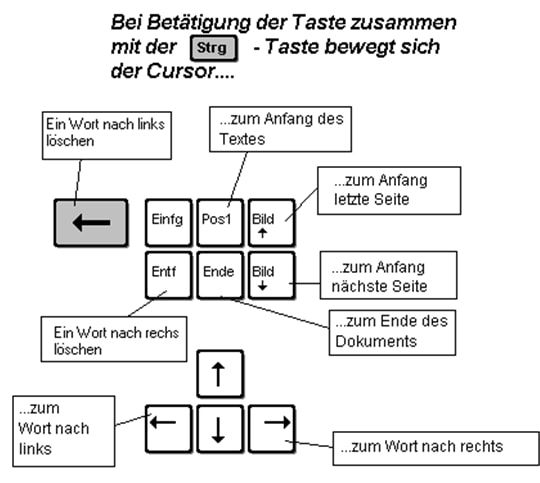 Bei Betätigung der Taste zusammen
mit der Strg - Taste bewegt sich
der Cursor....
Ein Wort nach links
löschen
...zum Anfang des
Textes
...zum Anfang
letzte Seite
Einfg
Pos1
Bild
Entf
Ende
Bild
...zum Anfang
nächste Seite
Ein Wort nach rechs
löschen
...zum Ende des
Dokuments
...zum
Wort nach
links
...zum Wort nach rechts